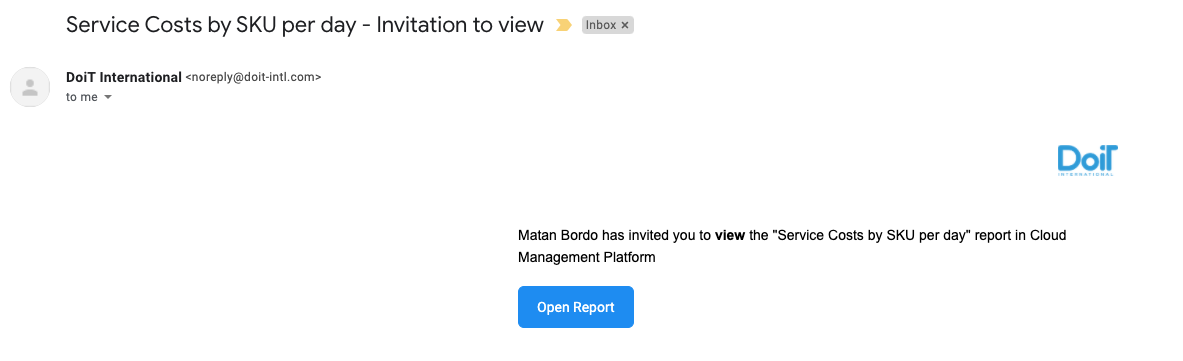 Service Costs by SKU per day - Invitation to view
Inbox ×
DoiT International <noreply@doit-intl.com>
to me
DoiT
INTERNATIONAL
Matan Bordo has invited you to view the "Service Costs by SKU per day" report in Cloud
Management Platform
Open Report